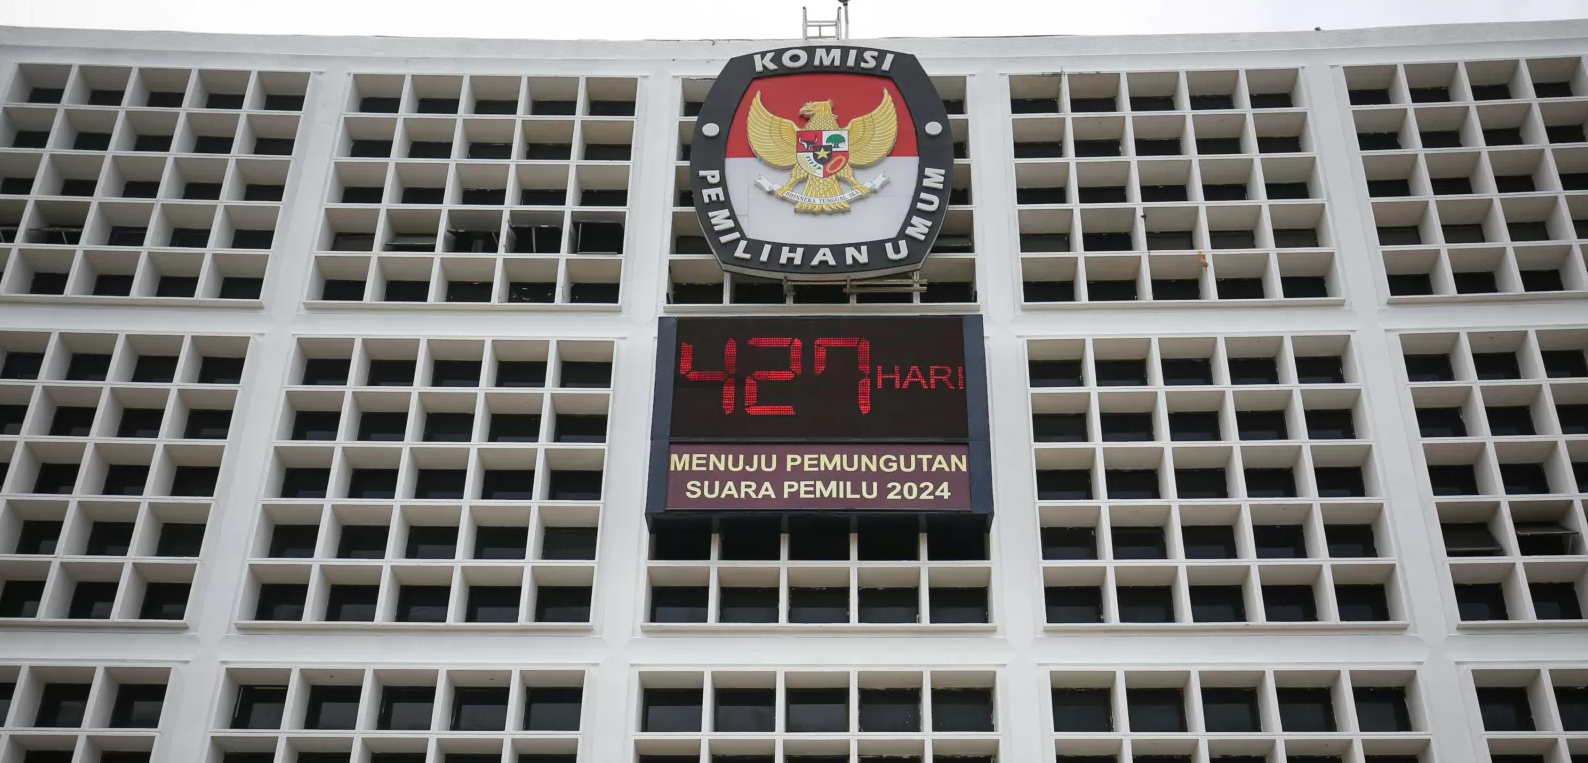 KOMISI
PEMILIHAN UMUM
427 HARI
MENUJU PEMUNGUTAN
SUARA PEMILU 2024